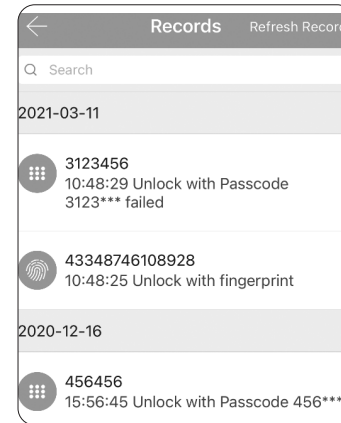 Records Refresh Recor
Search
2021-03-11
3123456
10:48:29 Unlock with Passcode
3123*** failed
43348746108928
10:48:25 Unlock with fingerprint
2020-12-16
456456
15:56:45 Unlock with Passcode 456***